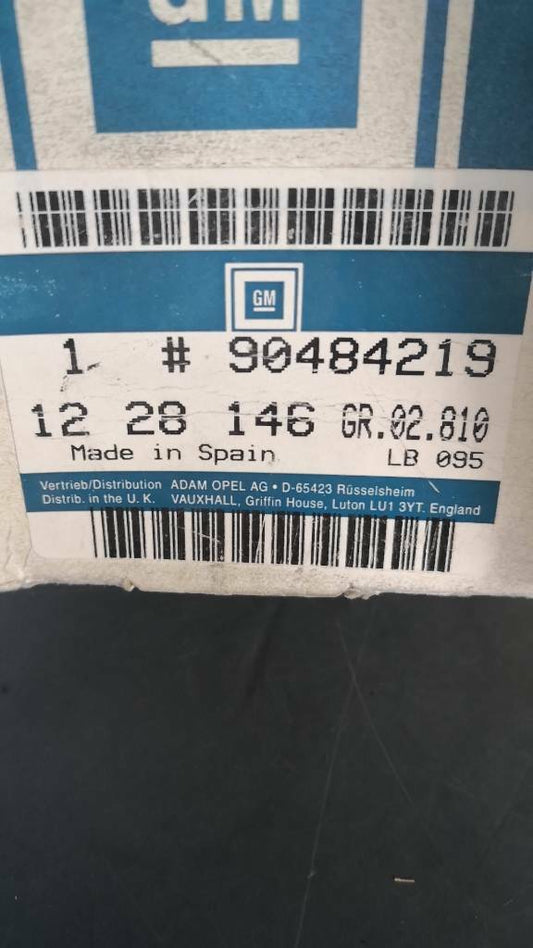 GM
GM
1 # 90484219
12 28 146 GR.02.810
Made in Spain LB 095
Vertrieb/Distribution ADAM OPEL AG • D-65423 Rüsselsheim
Distrib. in the U. K. VAUXHALL, Griffin House, Luton LU1 3YT. England